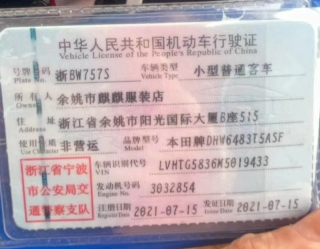 中华人民共和国机动车行驶证
Vehicle License of the People's Republic of China
号牌号码 Plate No. 浙BW757S 车辆类型 Vehicle Type 小型普通客车
所有人 余姚市麒麟服装店
住址 浙江省余姚市阳光国际大厦B座515
使用性质 非营运 品牌型号 Model 本田牌DHW6483T5ASF
浙江省宁波
市公安局交
通警察支队
车辆识别代号 VIN LVHTG5836M5019433
发动机号码 Engine No. 3032854
注册日期 Register Date 2021-07-15 发证日期 Issue Date 2021-07-15